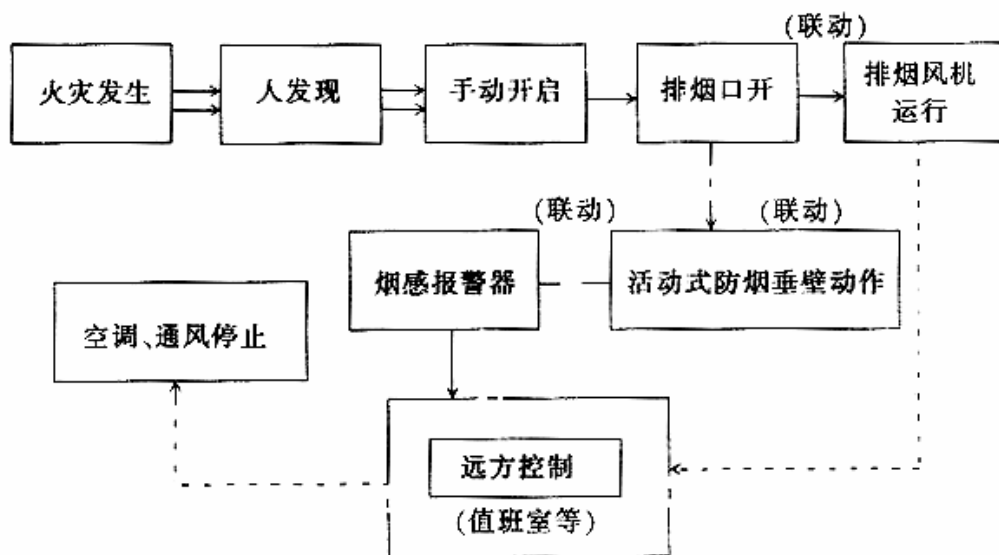 (联动)
火灾发生
人发现
手动开启
排烟口开
排烟风机
运行
(联动)
(联动)
烟感报警器
活动式防烟垂壁动作
空调、通风停止
远方控制
(值班室等)